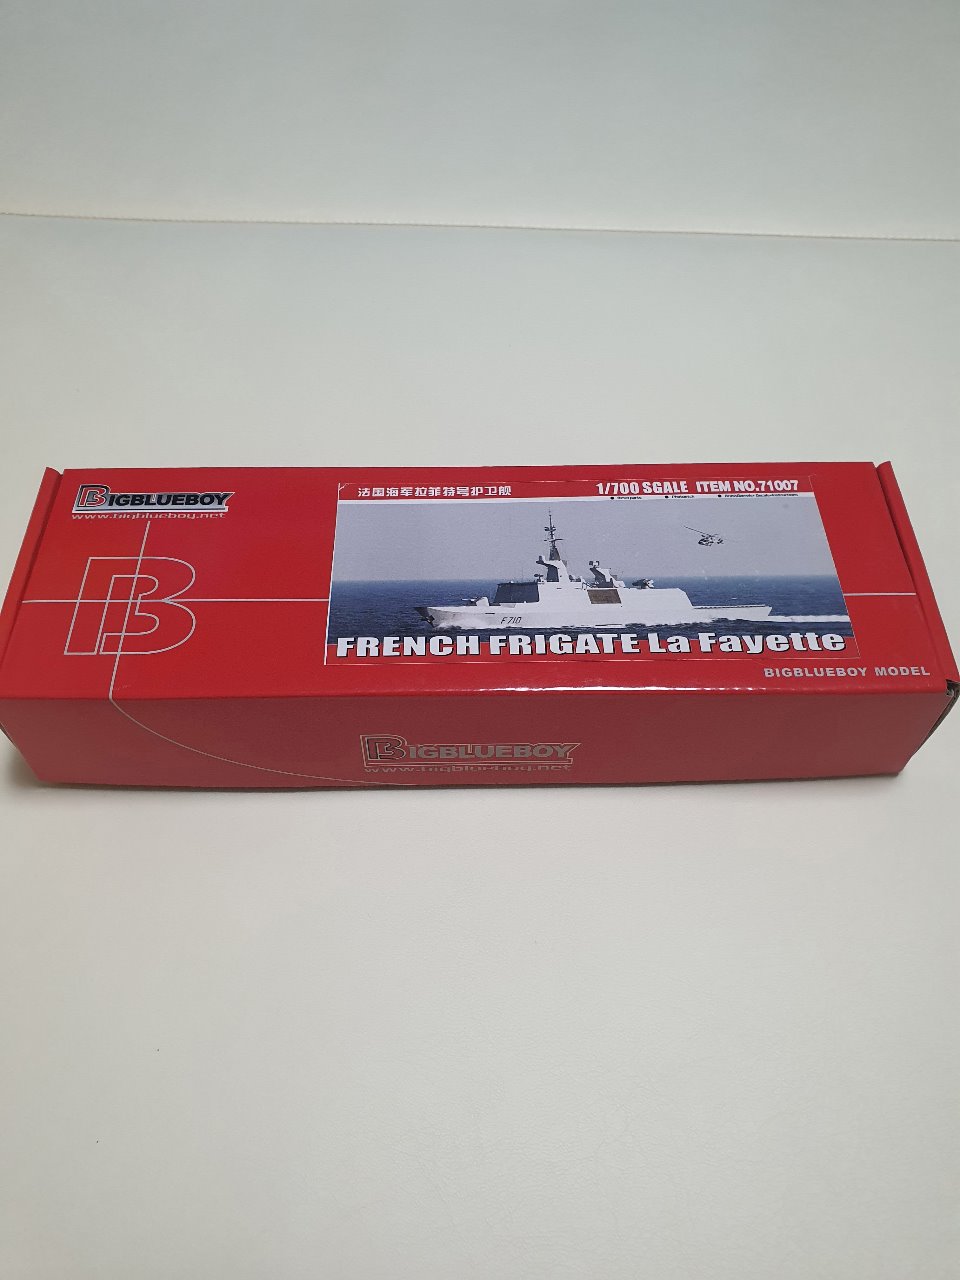 BIGBLUEBOY
www.bigblueboy.net
法国海军拉菲特号护卫舰
1/700 SGALE ITEM NO.71007
F710
FRENCH FRIGATE La Fayette
BIGBLUEBOY MODEL
BIGBLUEBOY
www.bigblueboy.net